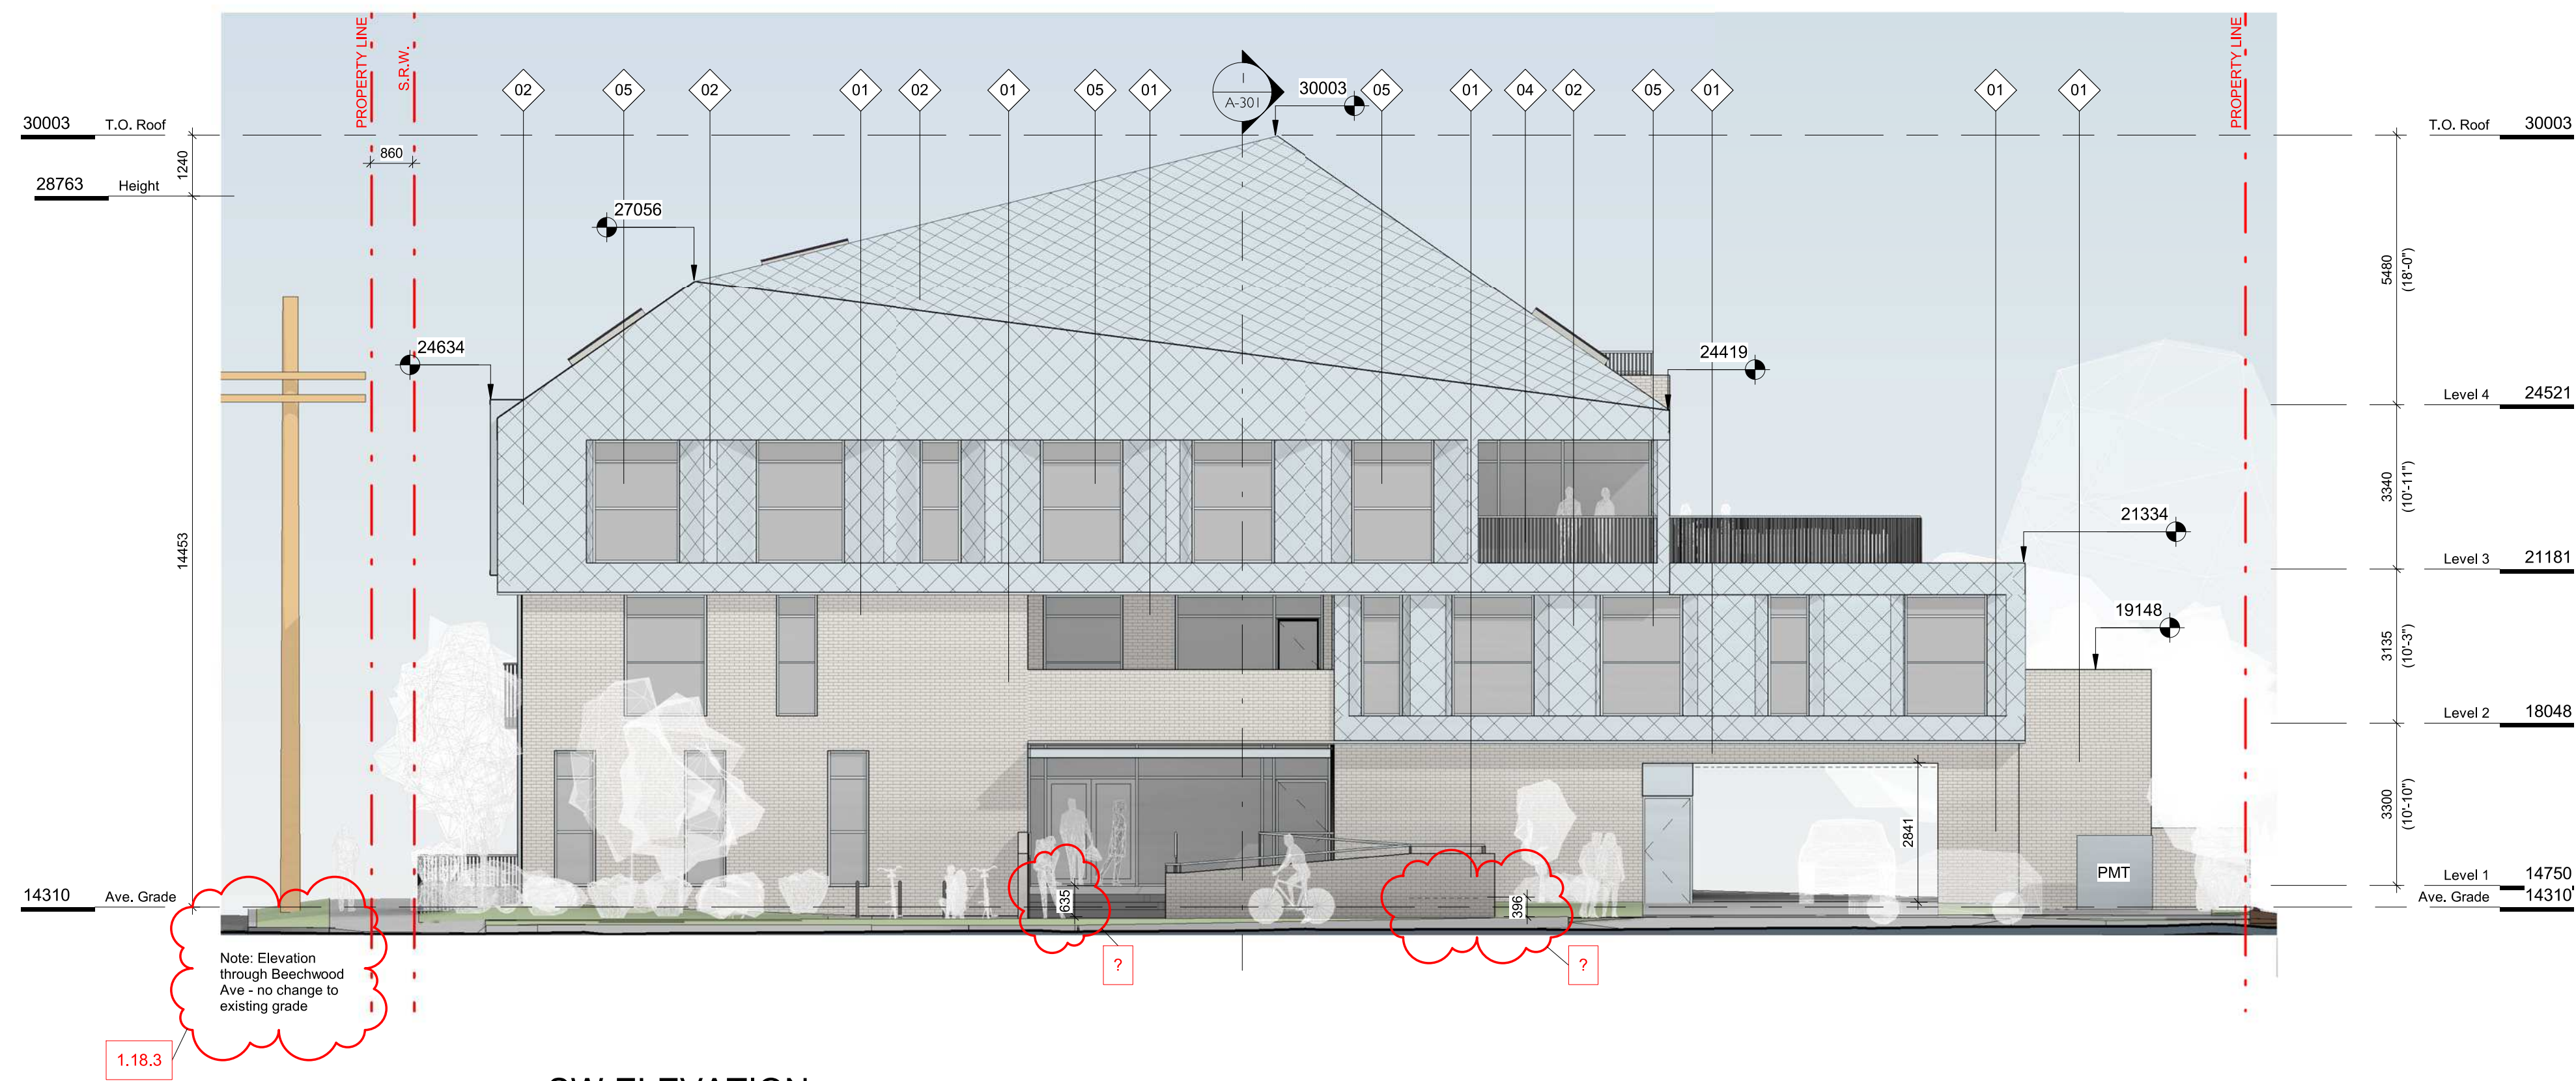 PROPERTY LINE
S.R.W.
PROPERTY LINE
02
05
02
01
02
01
05
01
1
A-301
30003
05
01
04
02
05
01
01
01
30003 T.O. Roof
T.O. Roof 30003
860
1240
28763 Height
27056
5480
(18'-0")
24634
24419
Level 4 24521
3340
(10'-11")
21334
14453
Level 3 21181
19148
3135
(10'-3")
Level 2 18048
3300
(10'-10")
2841
PMT
Level 1 14750
14310 Ave. Grade
Ave. Grade 14310
635
396
?
?
Note: Elevation
through Beechwood
Ave - no change to
existing grade
1.18.3
SW ELEVATION